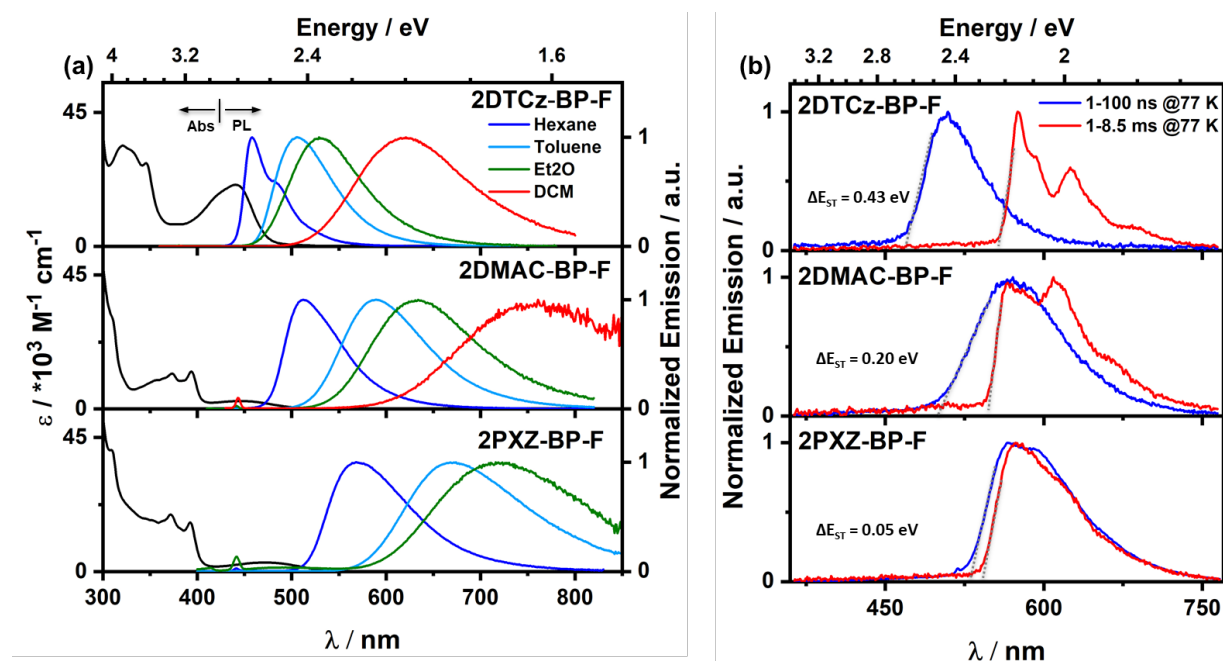 Energy / eV
4 3.2 2.4 1.6
(a)
Abs PL
2DTCz-BP-F
Hexane
Toluene
Et2O
DCM
45
0
1
0
2DMAC-BP-F
45
0
1
0
2PXZ-BP-F
45
0
1
0
ε / *10³ M⁻¹ cm⁻¹
Normalized Emission / a.u.
300 400 500 600 700 800
λ / nm
Energy / eV
3.2 2.8 2.4 2
(b)
2DTCz-BP-F
1-100 ns @77 K
1-8.5 ms @77 K
ΔE_ST = 0.43 eV
1
0
2DMAC-BP-F
ΔE_ST = 0.20 eV
1
0
2PXZ-BP-F
ΔE_ST = 0.05 eV
1
0
Normalized Emission / a.u.
450 600 750
λ / nm